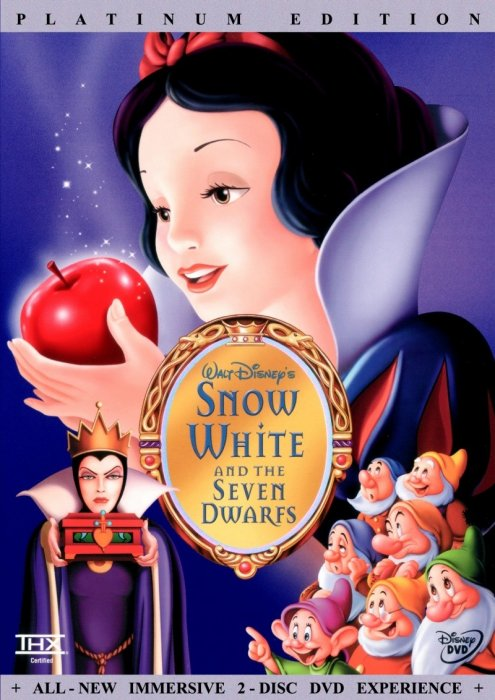 PLATINUM EDITION
WALT DISNEY'S
SNOW
WHITE
AND THE
SEVEN
DWARFS
THX
Certified
DISNEY
DVD
+ ALL-NEW IMMERSIVE 2-DISC DVD EXPERIENCE +